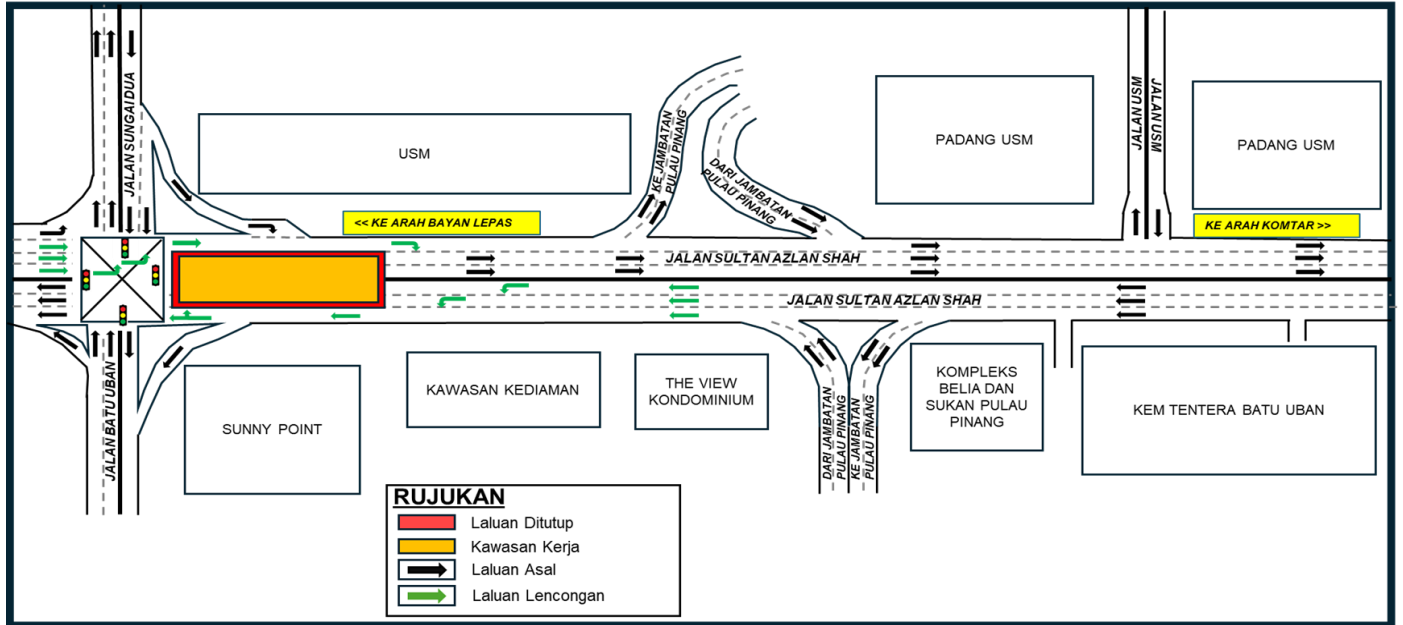 JALAN SUNGAI DUA
USM
<< KE ARAH BAYAN LEPAS
KE JAMBATAN
PULAU PINANG
DARI JAMBATAN
PULAU PINANG
PADANG USM
JALAN USM
JALAN USM
PADANG USM
KE ARAH KOMTAR >>
JALAN SULTAN AZLAN SHAH
JALAN SULTAN AZLAN SHAH
JALAN BATU UBAN
SUNNY POINT
KAWASAN KEDIAMAN
THE VIEW
KONDOMINIUM
DARI JAMBATAN
PULAU PINANG
KE JAMBATAN
PULAU PINANG
KOMPLEKS
BELIA DAN
SUKAN PULAU
PINANG
KEM TENTERA BATU UBAN
RUJUKAN
Laluan Ditutup
Kawasan Kerja
Laluan Asal
Laluan Lencongan